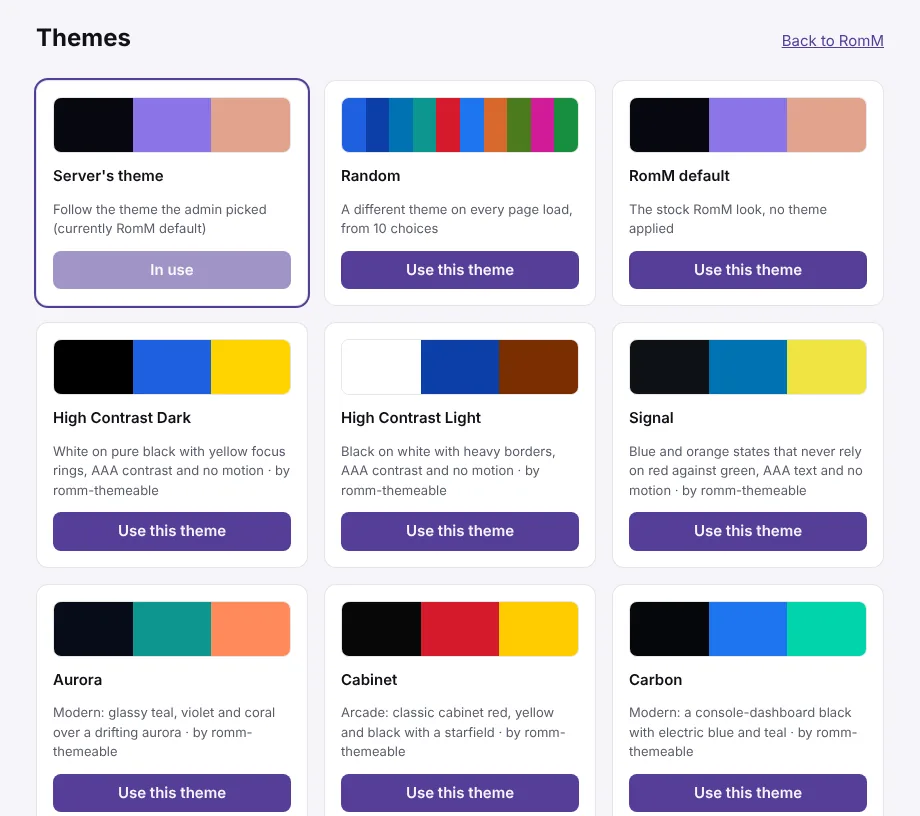 Themes
Back to RomM
Server's theme
Follow the theme the admin picked
(currently RomM default)
In use
Random
A different theme on every page load,
from 10 choices
Use this theme
RomM default
The stock RomM look, no theme
applied
Use this theme
High Contrast Dark
White on pure black with yellow focus
rings, AAA contrast and no motion · by
romm-themeable
Use this theme
High Contrast Light
Black on white with heavy borders,
AAA contrast and no motion · by
romm-themeable
Use this theme
Signal
Blue and orange states that never rely
on red against green, AAA text and no
motion · by romm-themeable
Use this theme
Aurora
Modern: glassy teal, violet and coral
over a drifting aurora · by romm-
themeable
Use this theme
Cabinet
Arcade: classic cabinet red, yellow
and black with a starfield · by romm-
themeable
Use this theme
Carbon
Modern: a console-dashboard black
with electric blue and teal · by romm-
themeable
Use this theme